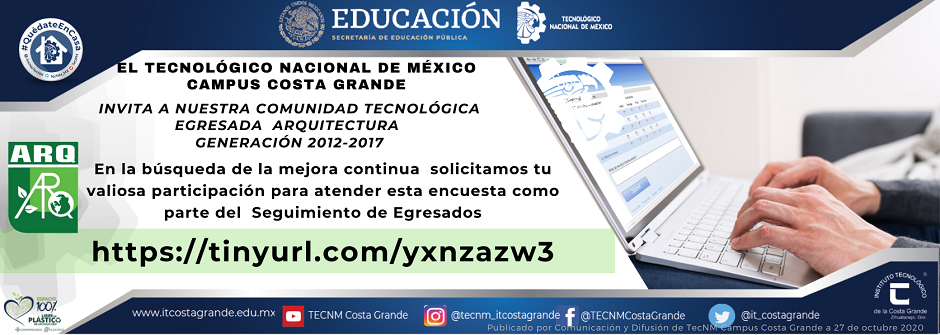 #QuédateEnCasa
EDUCACIÓN
SECRETARÍA DE EDUCACIÓN PÚBLICA
TECNOLÓGICO
NACIONAL DE MÉXICO
EL TECNOLÓGICO NACIONAL DE MÉXICO
CAMPUS COSTA GRANDE
INVITA A NUESTRA COMUNIDAD TECNOLÓGICA
EGRESADA ARQUITECTURA
GENERACIÓN 2012-2017
ARQ
En la búsqueda de la mejora continua solicitamos tu
valiosa participación para atender esta encuesta como
parte del Seguimiento de Egresados
https://tinyurl.com/yxnzazw3
ESPACIO
100%
LIBRE DE
PLÁSTICO
INSTITUTO TECNOLÓGICO
de la Costa Grande
Zihuatanejo, Gro.
www.itcostagrande.edu.mx
TECNM Costa Grande
@tecnm_itcostagrande
@TECNMCostaGrande
@it_costagrande
Publicado por Comunicación y Difusión de TecNM Campus Costa Grande a 27 de octubre 2020